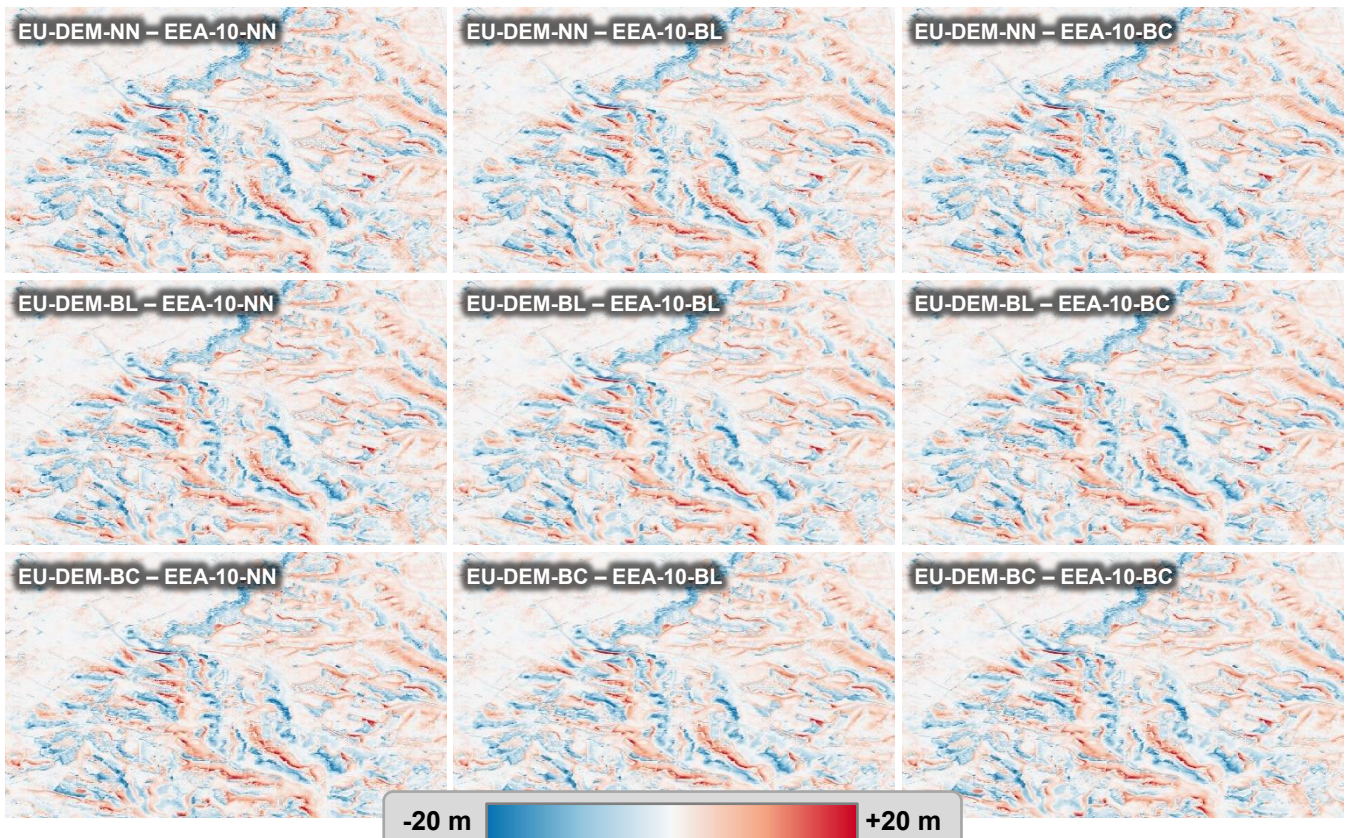 EU-DEM-NN – EEA-10-NN
EU-DEM-NN – EEA-10-BL
EU-DEM-NN – EEA-10-BC
EU-DEM-BL – EEA-10-NN
EU-DEM-BL – EEA-10-BL
EU-DEM-BL – EEA-10-BC
EU-DEM-BC – EEA-10-NN
EU-DEM-BC – EEA-10-BL
EU-DEM-BC – EEA-10-BC
-20 m
+20 m